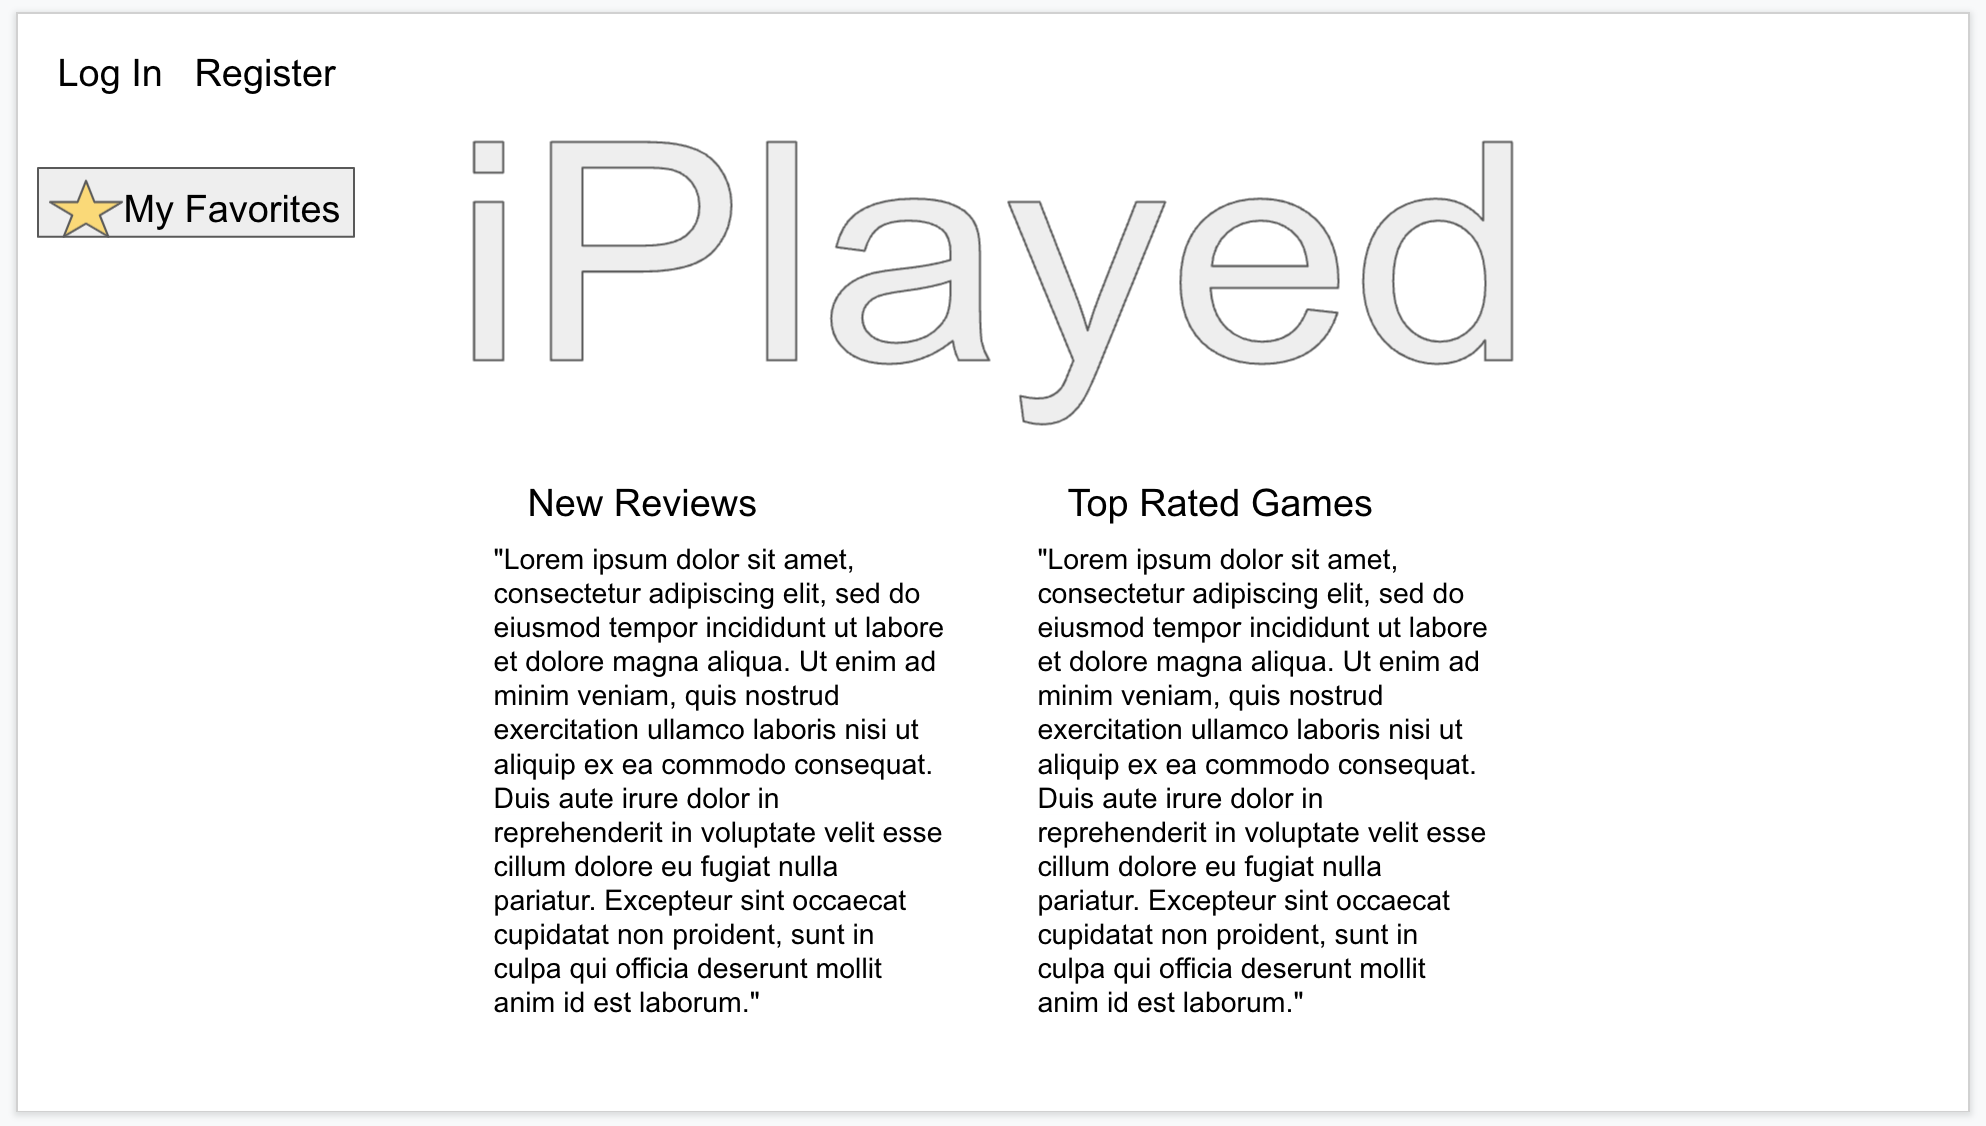 Log In Register
My Favorites
iPlayed
New Reviews
"Lorem ipsum dolor sit amet,
consectetur adipiscing elit, sed do
eiusmod tempor incididunt ut labore
et dolore magna aliqua. Ut enim ad
minim veniam, quis nostrud
exercitation ullamco laboris nisi ut
aliquip ex ea commodo consequat.
Duis aute irure dolor in
reprehenderit in voluptate velit esse
cillum dolore eu fugiat nulla
pariatur. Excepteur sint occaecat
cupidatat non proident, sunt in
culpa qui officia deserunt mollit
anim id est laborum."
Top Rated Games
"Lorem ipsum dolor sit amet,
consectetur adipiscing elit, sed do
eiusmod tempor incididunt ut labore
et dolore magna aliqua. Ut enim ad
minim veniam, quis nostrud
exercitation ullamco laboris nisi ut
aliquip ex ea commodo consequat.
Duis aute irure dolor in
reprehenderit in voluptate velit esse
cillum dolore eu fugiat nulla
pariatur. Excepteur sint occaecat
cupidatat non proident, sunt in
culpa qui officia deserunt mollit
anim id est laborum."